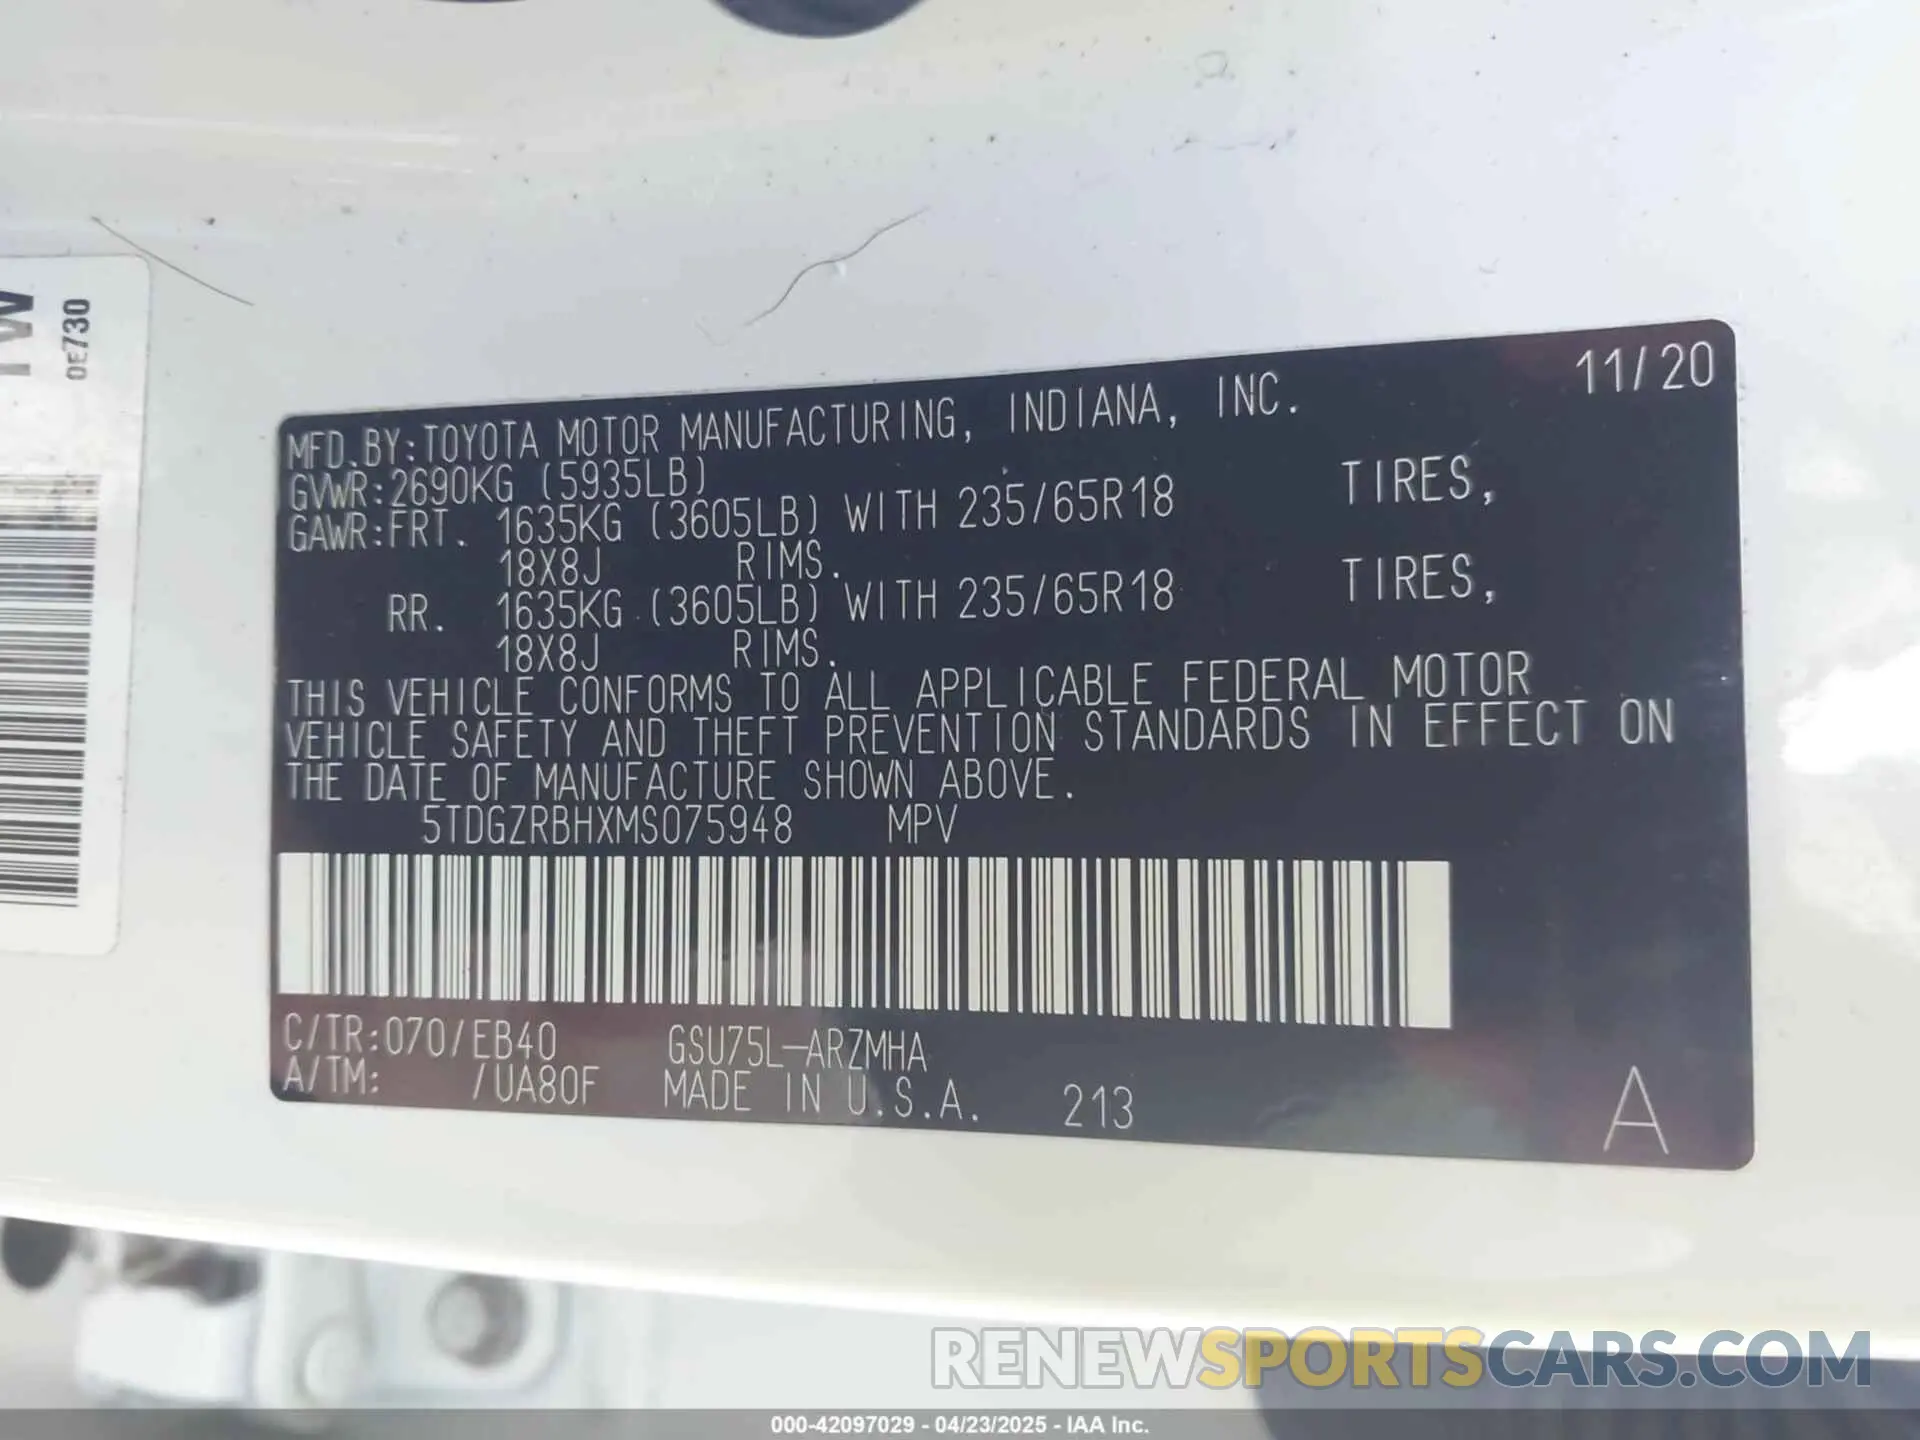 11/20
MFD.BY:TOYOTA MOTOR MANUFACTURING, INDIANA, INC.
GVWR:2690KG (5935LB)
GAWR:FRT. 1635KG (3605LB) WITH 235/65R18 TIRES,
18X8J RIMS.
RR. 1635KG (3605LB) WITH 235/65R18 TIRES,
18X8J RIMS.
THIS VEHICLE CONFORMS TO ALL APPLICABLE FEDERAL MOTOR
VEHICLE SAFETY AND THEFT PREVENTION STANDARDS IN EFFECT ON
THE DATE OF MANUFACTURE SHOWN ABOVE.
5TDGZRBHXMS075948 MPV
C/TR:070/EB40 GSU75L-ARZMHA
A/TM: /UA80F MADE IN U.S.A. 213
A
0E730
RENEWSPORTSCARS.COM
000-42097029 - 04/23/2025 - IAA Inc.